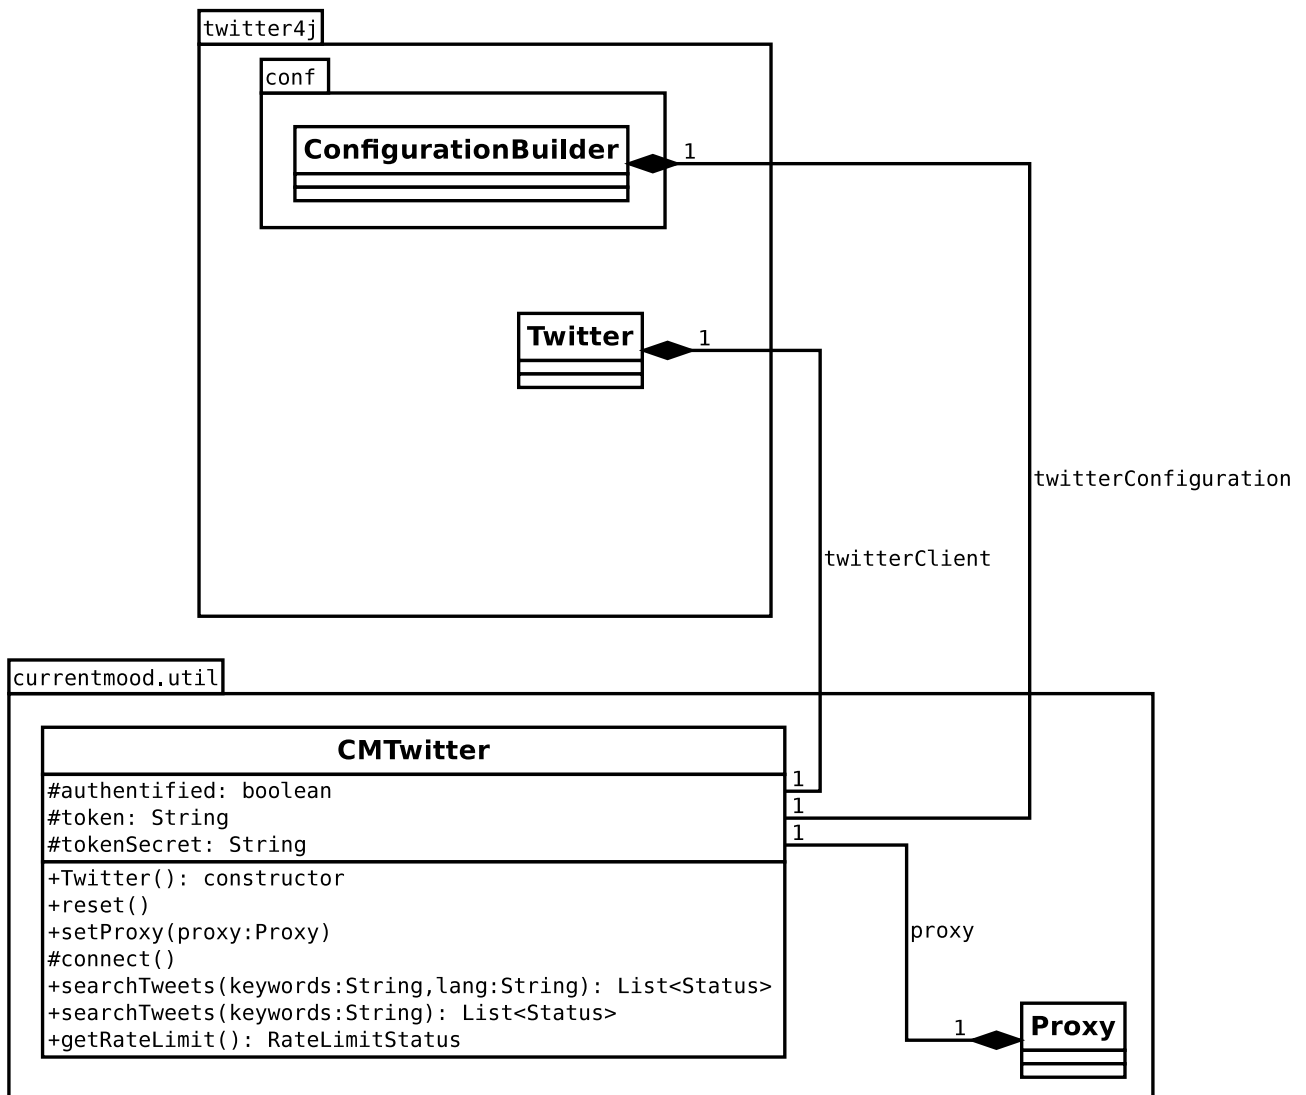 twitter4j
conf
ConfigurationBuilder
1
Twitter
1
twitterConfiguration
twitterClient
currentmood.util
CMTwitter
#authentified: boolean
#token: String
#tokenSecret: String
1
1
1
+Twitter(): constructor
+reset()
+setProxy(proxy:Proxy)
#connect()
+searchTweets(keywords:String,lang:String): List<Status>
+searchTweets(keywords:String): List<Status>
+getRateLimit(): RateLimitStatus
proxy
1
Proxy